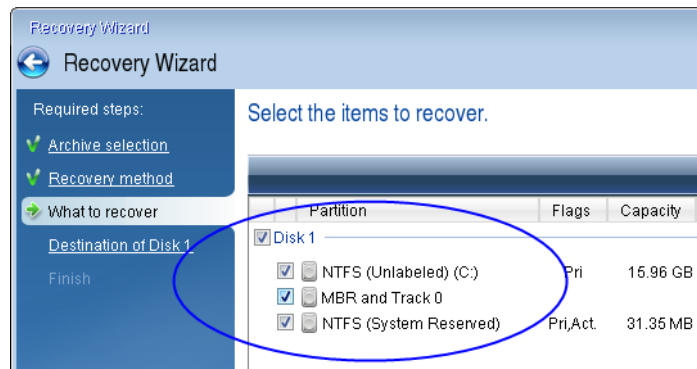 Recovery Wizard
Recovery Wizard
Required steps:
Select the items to recover.
Archive selection
Recovery method
What to recover
Partition Flags Capacity
Destination of Disk 1
Disk 1
Finish
NTFS (Unlabeled) (C:) Pri 15.96 GB
MBR and Track 0
NTFS (System Reserved) Pri,Act. 31.35 MB